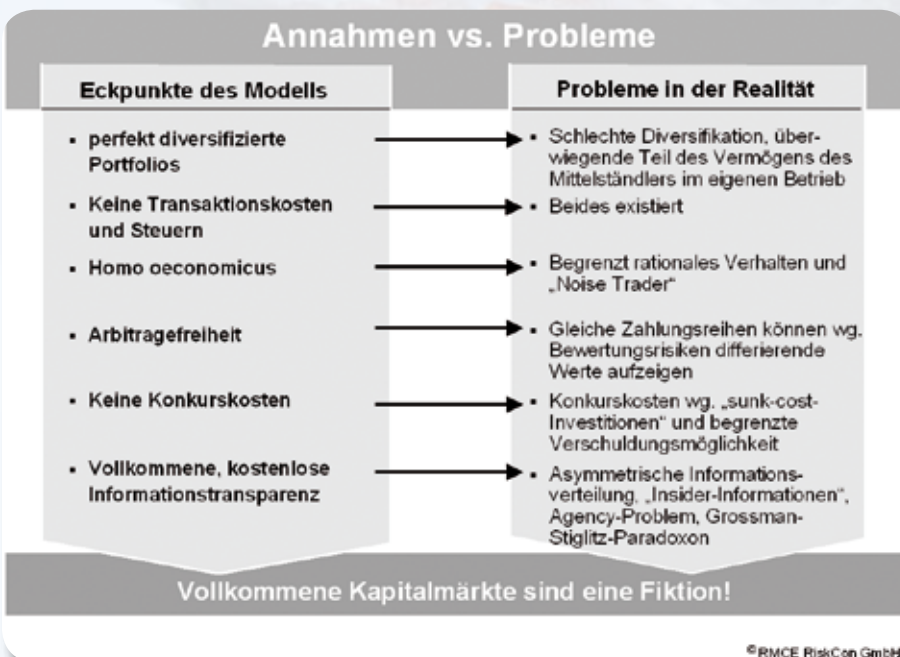 Annahmen vs. Probleme
Eckpunkte des Modells
▪ perfekt diversifizierte
Portfolios
▪ Keine Transaktionskosten
und Steuern
▪ Homo oeconomicus
▪ Arbitragefreiheit
▪ Keine Konkurskosten
▪ Vollkommene, kostenlose
Informationstransparenz
Probleme in der Realität
▪ Schlechte Diversifikation, über-
wiegende Teil des Vermögens des
Mittelständlers im eigenen Betrieb
▪ Beides existiert
▪ Begrenzt rationales Verhalten und
„Noise Trader“
▪ Gleiche Zahlungsreihen können wg.
Bewertungsrisiken differierende
Werte aufzeigen
▪ Konkurskosten wg. „sunk-cost-
Investitionen“ und begrenzte
Verschuldungsmöglichkeit
▪ Asymmetrische Informations-
verteilung, „Insider-Informationen“,
Agency-Problem, Grossman-
Stiglitz-Paradoxon
Vollkommene Kapitalmärkte sind eine Fiktion!
©RMCE RiskCon GmbH